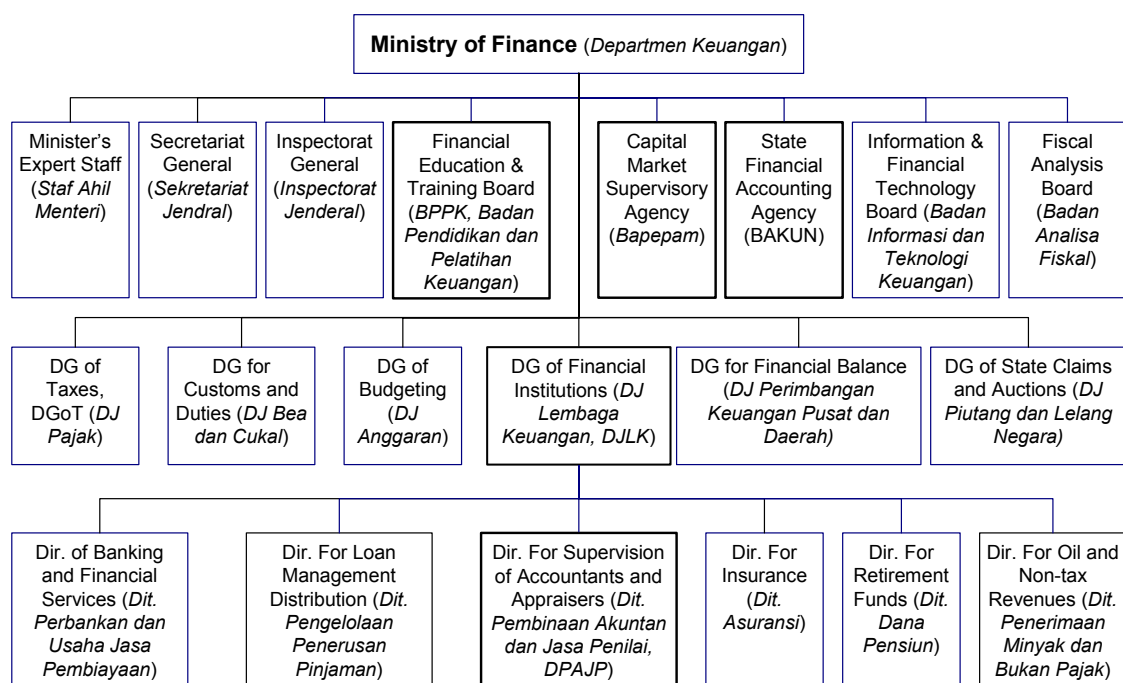 Ministry of Finance (Departmen Keuangan)
Minister's
Expert Staff
(Staf Ahil
Menteri)
Secretariat
General
(Sekretariat
Jendral)
Inspectorat
General
(Inspectorat
Jenderal)
Financial
Education &
Training Board
(BPPK, Badan
Pendidikan dan
Pelatihan
Keuangan)
Capital
Market
Supervisory
Agency
(Bapepam)
State
Financial
Accounting
Agency
(BAKUN)
Information &
Financial
Technology
Board (Badan
Informasi dan
Teknologi
Keuangan)
Fiscal
Analysis
Board
(Badan
Analisa
Fiskal)
DG of
Taxes,
DGoT (DJ
Pajak)
DG for
Customs and
Duties (DJ Bea
dan Cukal)
DG of
Budgeting
(DJ
Anggaran)
DG of Financial
Institutions (DJ
Lembaga
Keuangan, DJLK)
DG for Financial Balance
(DJ Perimbangan
Keuangan Pusat dan
Daerah)
DG of State Claims
and Auctions (DJ
Piutang dan Lelang
Negara)
Dir. of Banking
and Financial
Services (Dit.
Perbankan dan
Usaha Jasa
Pembiayaan)
Dir. For Loan
Management
Distribution (Dit.
Pengelolaan
Penerusan
Pinjaman)
Dir. For Supervision
of Accountants and
Appraisers (Dit.
Pembinaan Akuntan
dan Jasa Penilai,
DPAJP)
Dir. For
Insurance
(Dit.
Asuransi)
Dir. For
Retirement
Funds (Dit.
Dana
Pensiun)
Dir. For Oil and
Non-tax
Revenues (Dit.
Penerimaan
Minyak dan
Bukan Pajak)